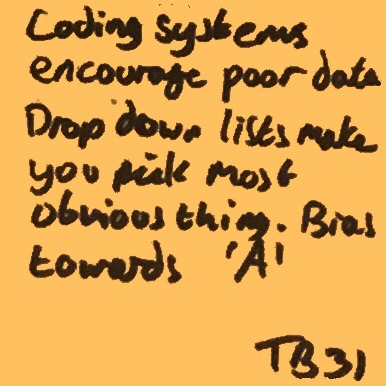 Coding systems
encourage poor data
Drop down lists make
you pick most
obvious thing. Bias
towards 'A'
TB31